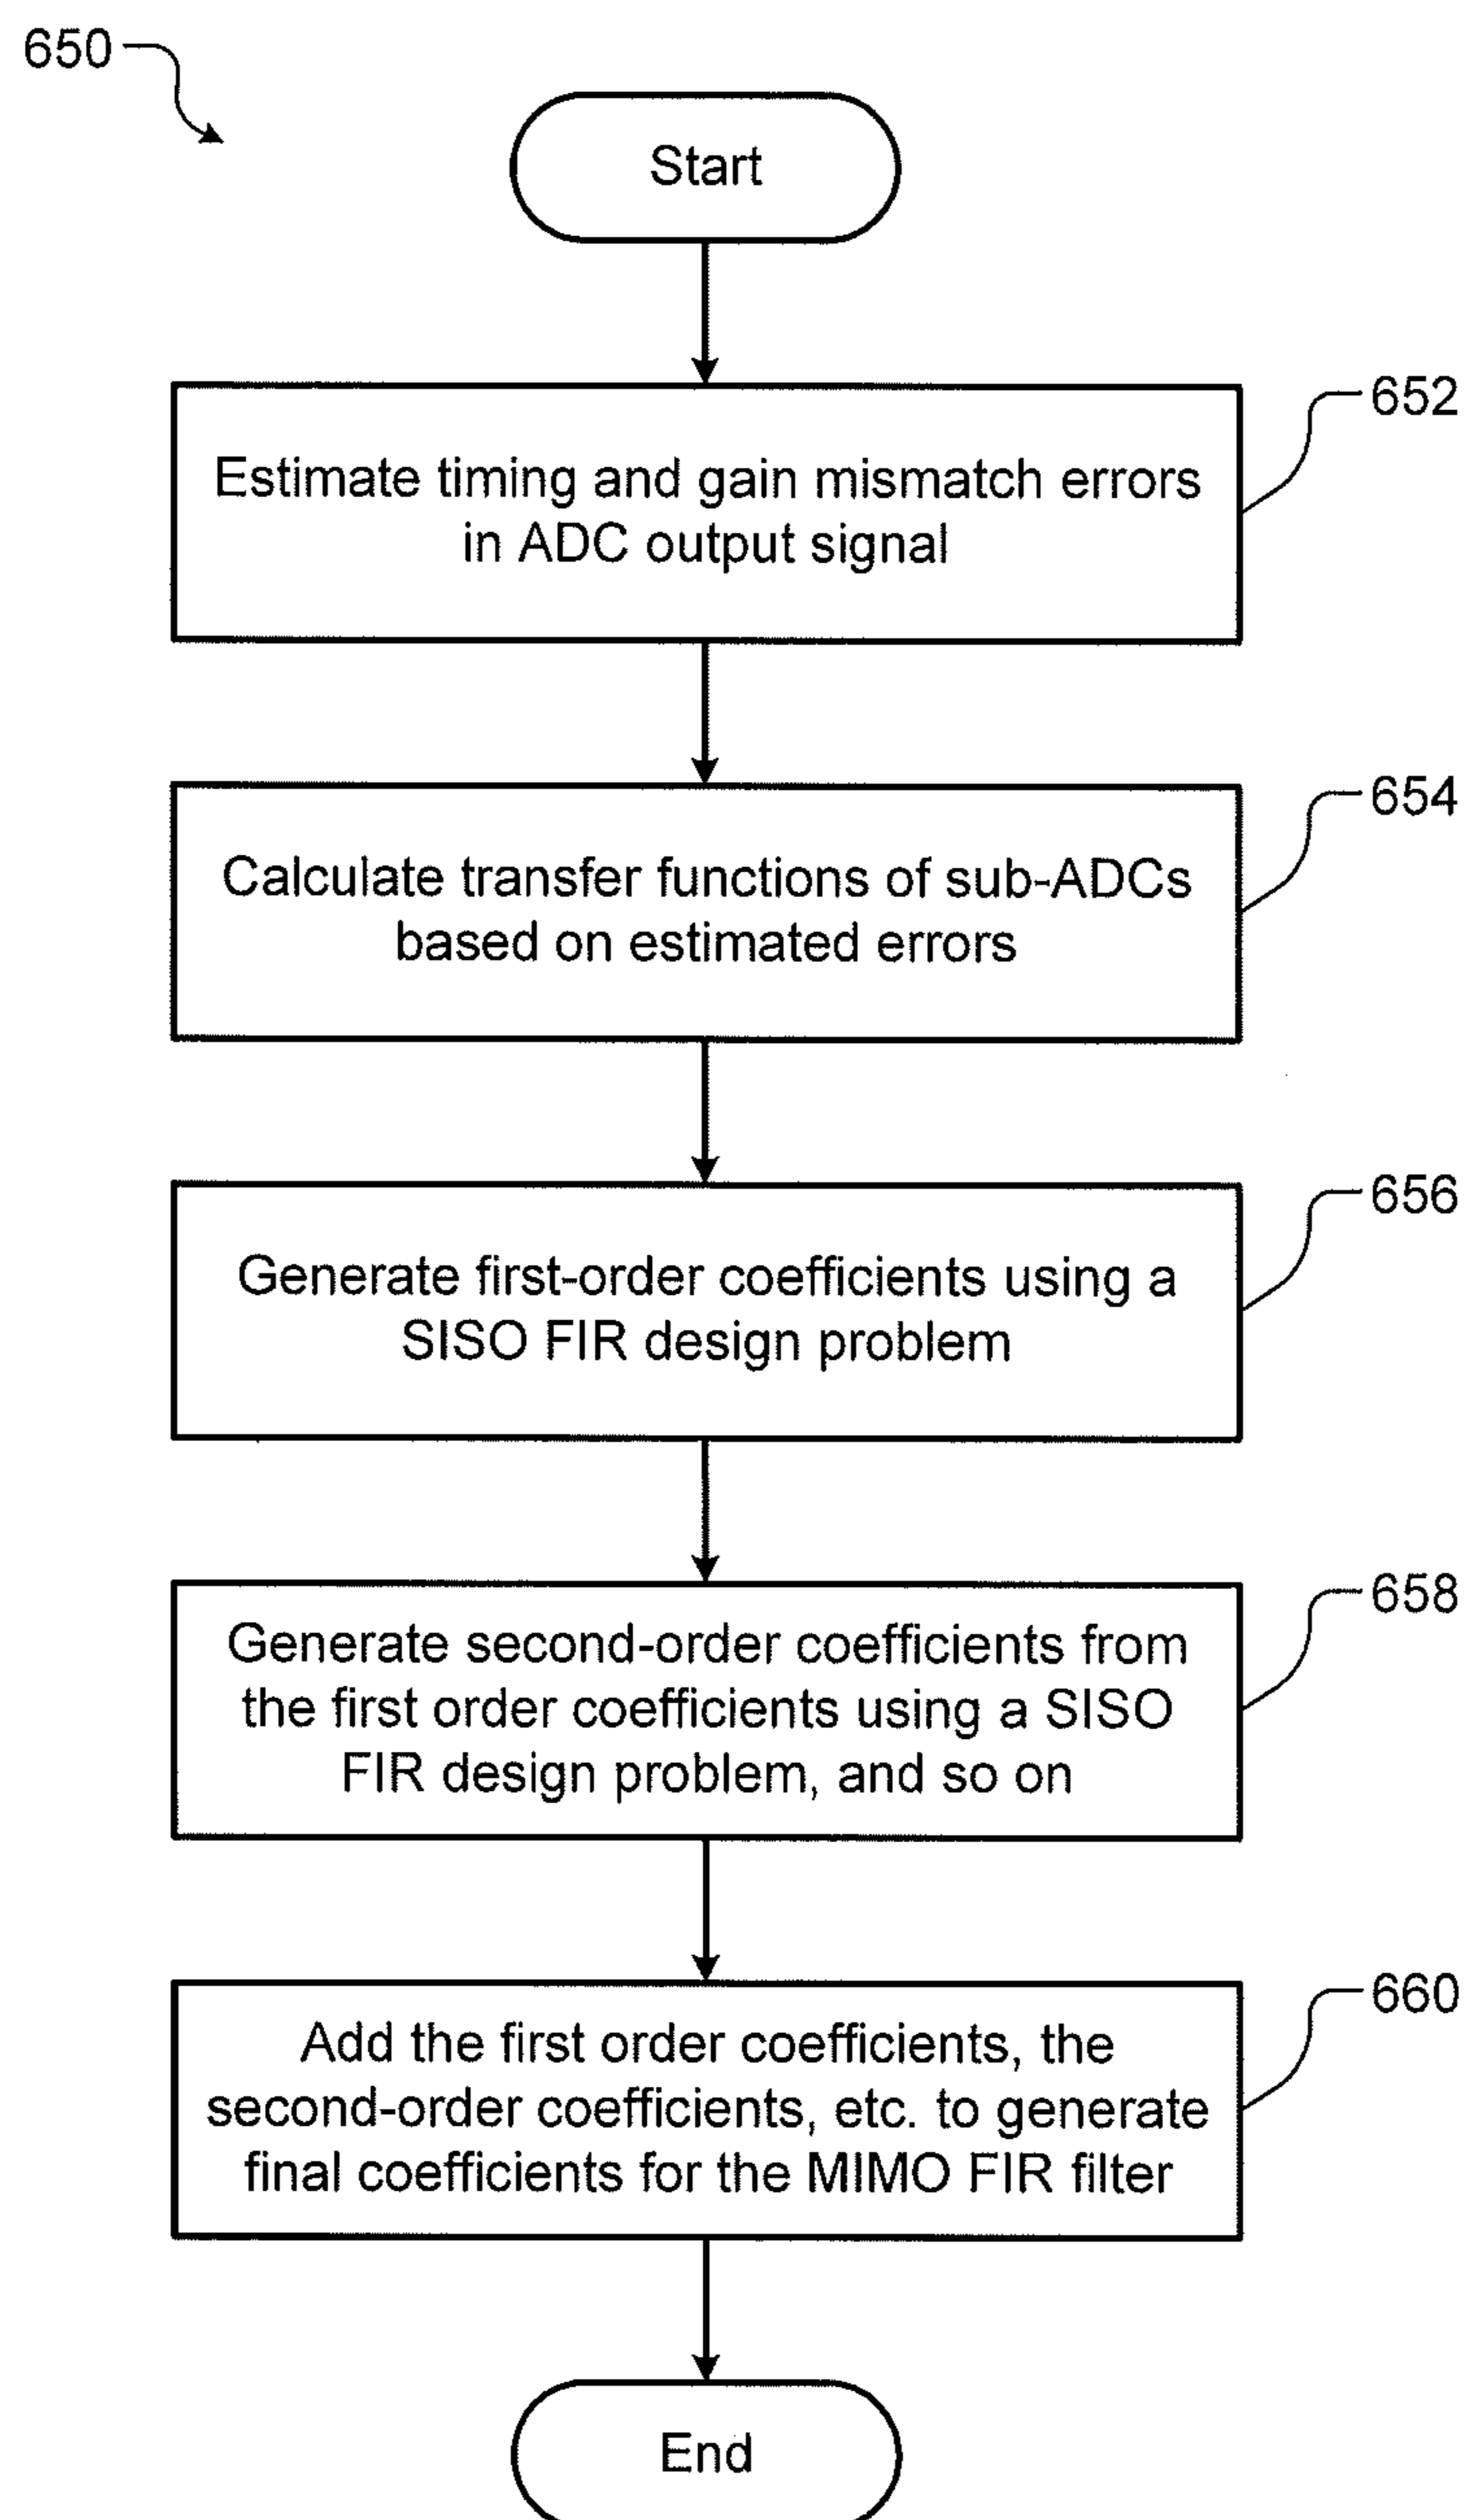 650
Start
652
Estimate timing and gain mismatch errors
in ADC output signal
654
Calculate transfer functions of sub-ADCs
based on estimated errors
656
Generate first-order coefficients using a
SISO FIR design problem
658
Generate second-order coefficients from
the first order coefficients using a SISO
FIR design problem, and so on
660
Add the first order coefficients, the
second-order coefficients, etc. to generate
final coefficients for the MIMO FIR filter
End